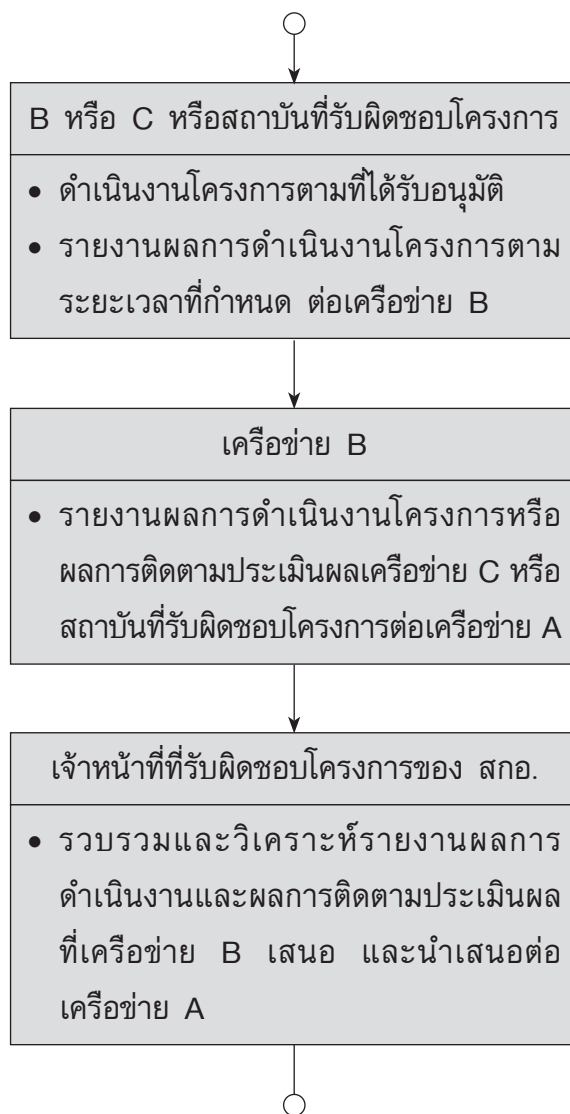 B หรือ C หรือสถาบันที่รับผิดชอบโครงการ
• ดำเนินงานโครงการตามที่ได้รับอนุมัติ
• รายงานผลการดำเนินงานโครงการตาม
ระยะเวลาที่กำหนด ต่อเครือข่าย B
เครือข่าย B
• รายงานผลการดำเนินงานโครงการหรือ
ผลการติดตามประเมินผลเครือข่าย C หรือ
สถาบันที่รับผิดชอบโครงการต่อเครือข่าย A
เจ้าหน้าที่ที่รับผิดชอบโครงการของ สกอ.
• รวบรวมและวิเคราะห์รายงานผลการ
ดำเนินงานและผลการติดตามประเมินผล
ที่เครือข่าย B เสนอ และนำเสนอต่อ
เครือข่าย A